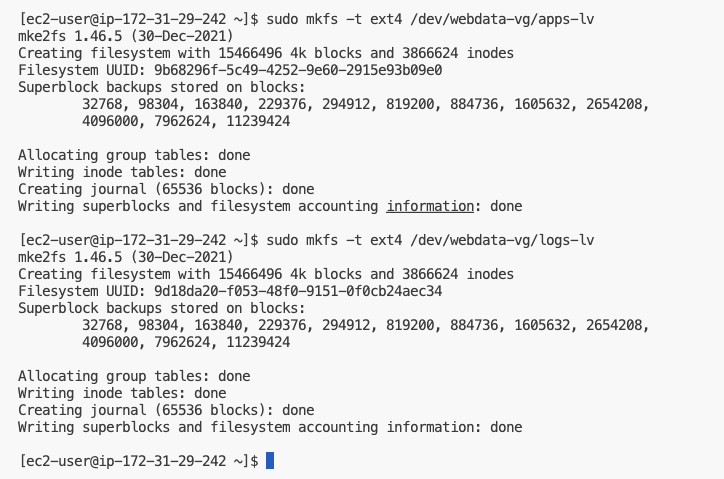 [ec2-user@ip-172-31-29-242 ~]$ sudo mkfs -t ext4 /dev/webdata-vg/apps-lv
mke2fs 1.46.5 (30-Dec-2021)
Creating filesystem with 15466496 4k blocks and 3866624 inodes
Filesystem UUID: 9b68296f-5c49-4252-9e60-2915e93b09e0
Superblock backups stored on blocks:
        32768, 98304, 163840, 229376, 294912, 819200, 884736, 1605632, 2654208,
        4096000, 7962624, 11239424

Allocating group tables: done
Writing inode tables: done
Creating journal (65536 blocks): done
Writing superblocks and filesystem accounting information: done

[ec2-user@ip-172-31-29-242 ~]$ sudo mkfs -t ext4 /dev/webdata-vg/logs-lv
mke2fs 1.46.5 (30-Dec-2021)
Creating filesystem with 15466496 4k blocks and 3866624 inodes
Filesystem UUID: 9d18da20-f053-48f0-9151-0f0cb24aec34
Superblock backups stored on blocks:
        32768, 98304, 163840, 229376, 294912, 819200, 884736, 1605632, 2654208,
        4096000, 7962624, 11239424

Allocating group tables: done
Writing inode tables: done
Creating journal (65536 blocks): done
Writing superblocks and filesystem accounting information: done

[ec2-user@ip-172-31-29-242 ~]$